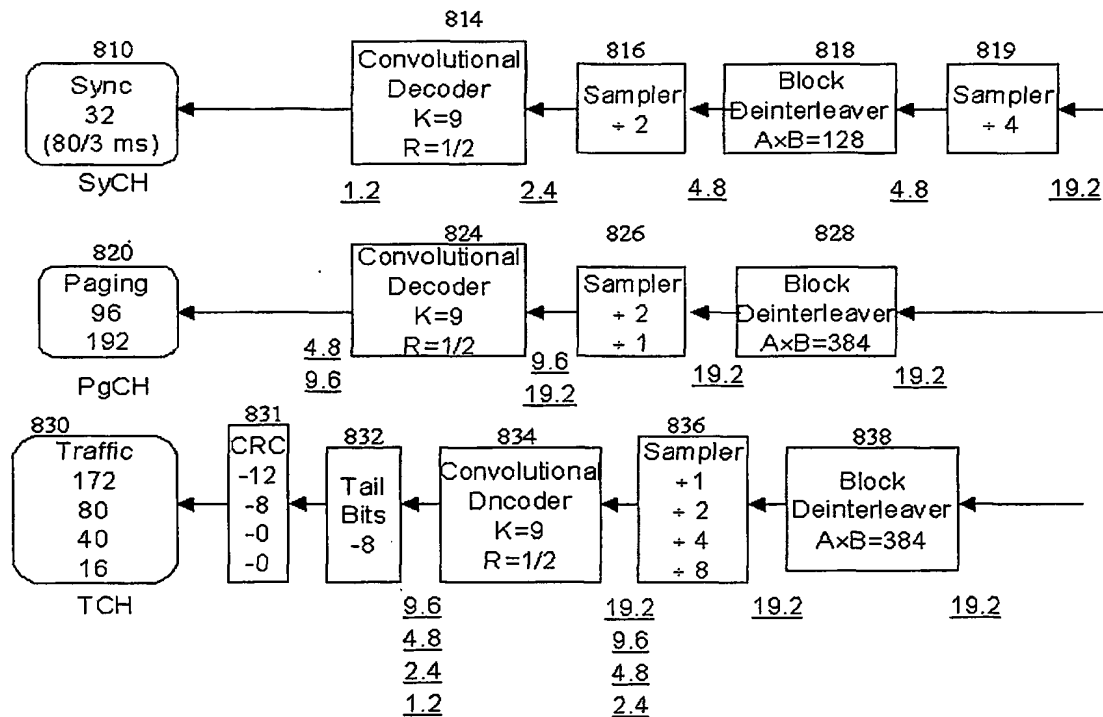 814
810
816
818
819
Sync
32
(80/3 ms)
SyCH
Convolutional
Decoder
K=9
R=1/2
Sampler
÷ 2
Block
Deinterleaver
A×B=128
Sampler
÷ 4
1.2
2.4
4.8
4.8
19.2
820
824
826
828
Paging
96
192
PgCH
Convolutional
Decoder
K=9
R=1/2
Sampler
÷ 2
÷ 1
Block
Deinterleaver
A×B=384
4.8
9.6
9.6
19.2
19.2
19.2
830
831
832
834
836
838
Traffic
172
80
40
16
TCH
CRC
-12
-8
-0
-0
Tail
Bits
-8
Convolutional
Dncoder
K=9
R=1/2
Sampler
÷1
÷ 2
÷ 4
÷ 8
Block
Deinterleaver
A×B=384
9.6
4.8
2.4
1.2
19.2
9.6
4.8
2.4
19.2
19.2